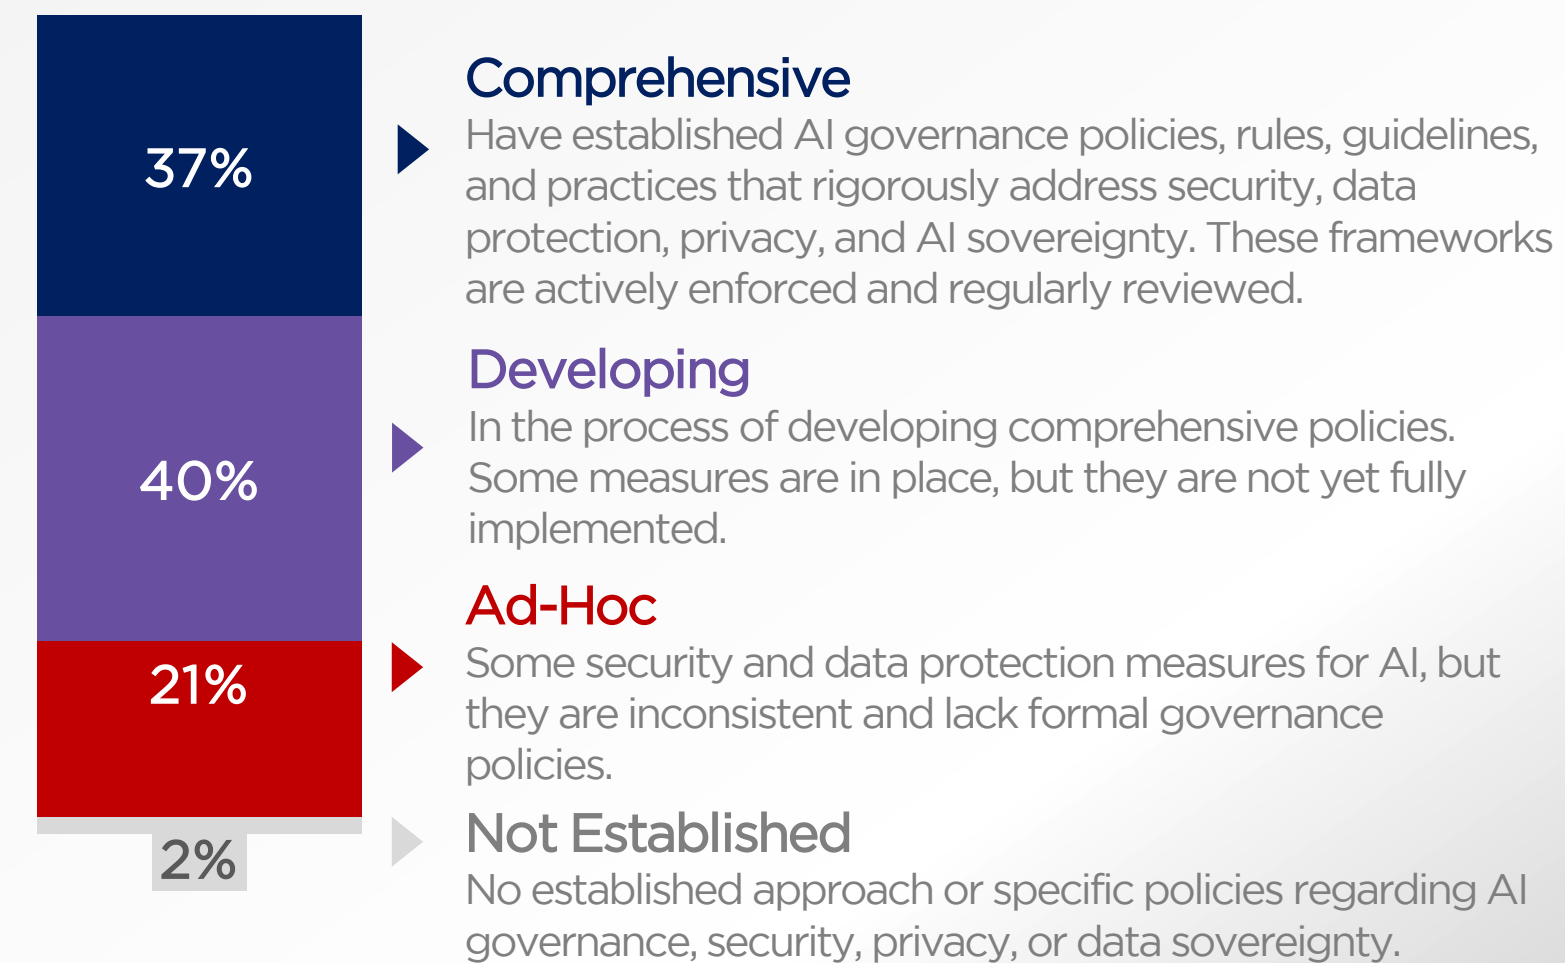 37%
Comprehensive
Have established AI governance policies, rules, guidelines,
and practices that rigorously address security, data
protection, privacy, and AI sovereignty. These frameworks
are actively enforced and regularly reviewed.
40%
Developing
In the process of developing comprehensive policies.
Some measures are in place, but they are not yet fully
implemented.
21%
Ad-Hoc
Some security and data protection measures for AI, but
they are inconsistent and lack formal governance
policies.
2%
Not Established
No established approach or specific policies regarding AI
governance, security, privacy, or data sovereignty.